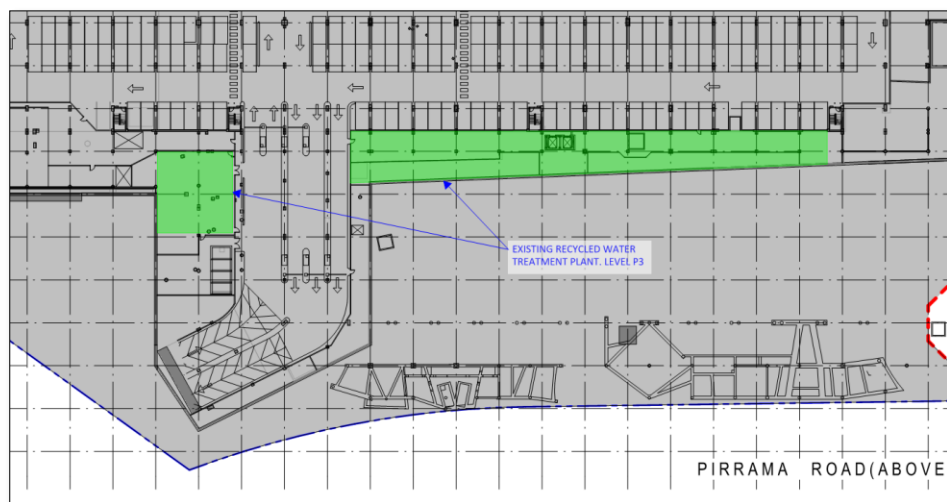 EXISTING RECYCLED WATER
TREATMENT PLANT. LEVEL P3
PIRRAMA ROAD(ABOVE